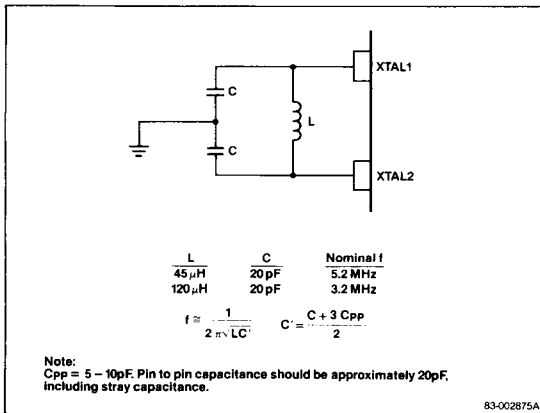 XTAL1
C
L
C
XTAL2
L C Nominal f
45 μH 20 pF 5.2 MHz
120 μH 20 pF 3.2 MHz
f ≅ 1 / 2 π√LC' C' = C + 3 Cpp / 2
Note:
Cpp = 5 – 10pF. Pin to pin capacitance should be approximately 20pF,
including stray capacitance.
83-002875A